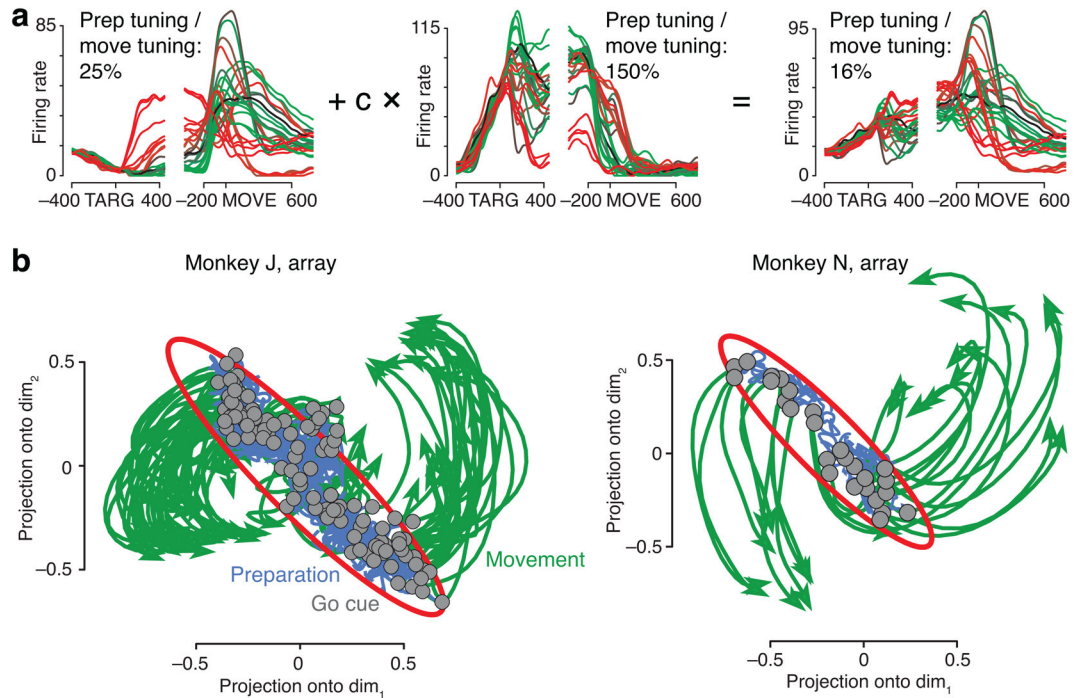 a
Prep tuning /
move tuning:
25%
85
0
Firing rate
−400 TARG 400
−200 MOVE 600
+ c ×
Prep tuning /
move tuning:
150%
115
0
Firing rate
−400 TARG 400
−200 MOVE 600
=
Prep tuning /
move tuning:
16%
95
0
Firing rate
−400 TARG 400
−200 MOVE 600
b
Monkey J, array
0.5
0
−0.5
Projection onto dim2
Preparation
Go cue
Movement
−0.5 0 0.5
Projection onto dim1
Monkey N, array
0.5
0
−0.5
Projection onto dim2
−0.5 0 0.5
Projection onto dim1